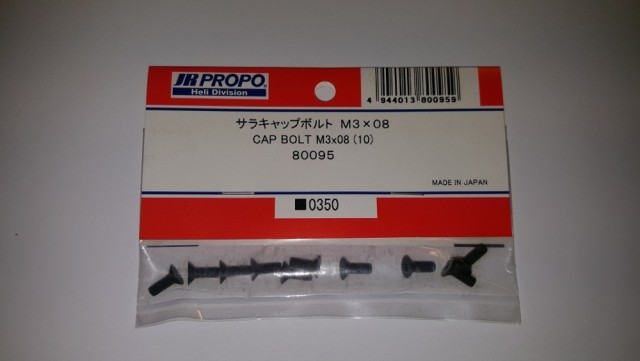 JR PROPO
Heli Division
4 944013 800959
サラキャップボルト M3×08
CAP BOLT M3x08 (10)
80095
MADE IN JAPAN
■0350